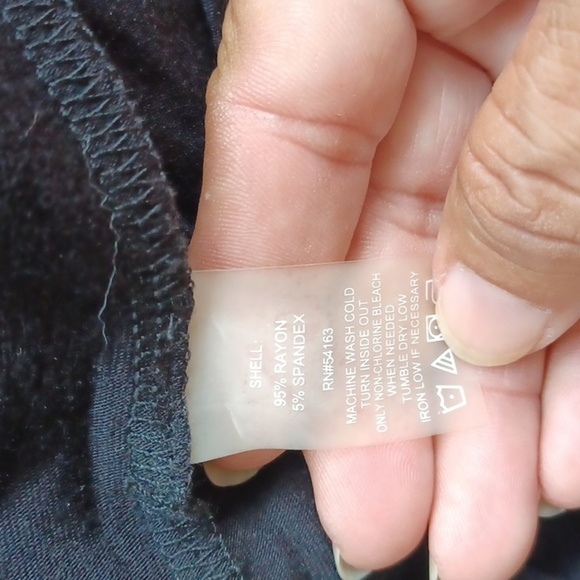 SHELL:
95% RAYON
5% SPANDEX
RN#54163
MACHINE WASH COLD
TURN INSIDE OUT
ONLY NON-CHLORINE BLEACH
WHEN NEEDED
TUMBLE DRY LOW
IRON LOW IF NECESSARY